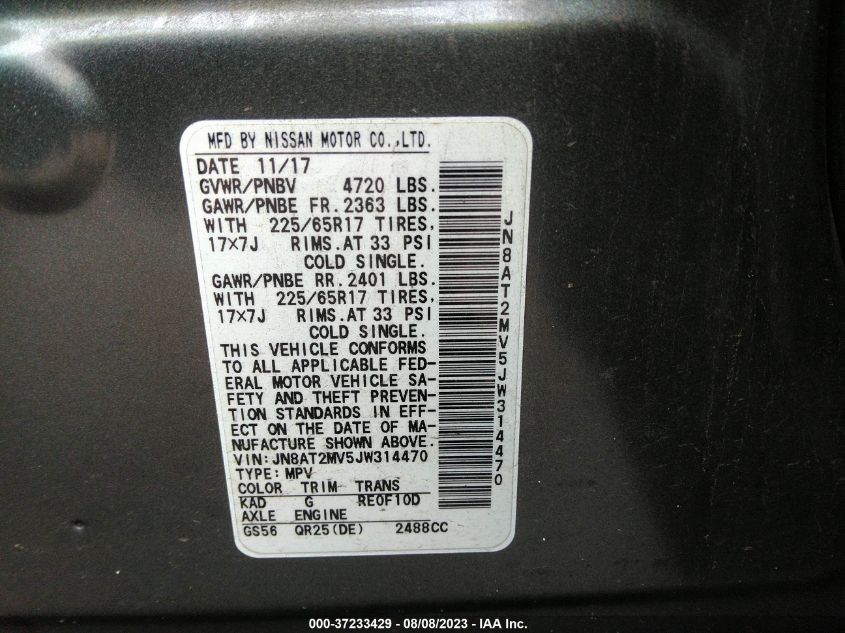 MFD BY NISSAN MOTOR CO.,LTD.
DATE 11/17
GVWR/PNBV 4720 LBS.
GAWR/PNBE FR. 2363 LBS.
WITH 225/65R17 TIRES,
17×7J RIMS. AT 33 PSI
COLD SINGLE.
GAWR/PNBE RR. 2401 LBS.
WITH 225/65R17 TIRES,
17×7J RIMS. AT 33 PSI
COLD SINGLE.
THIS VEHICLE CONFORMS
TO ALL APPLICABLE FED-
ERAL MOTOR VEHICLE SA-
FETY AND THEFT PREVEN-
TION STANDARDS IN EFF-
ECT ON THE DATE OF MA-
NUFACTURE SHOWN ABOVE.
VIN: JN8AT2MV5JW314470
TYPE: MPV
COLOR TRIM TRANS
KAD G RE0F10D
AXLE ENGINE
GS56 QR25(DE) 2488CC
JN8AT2MV5JW314470
000-37233429 - 08/08/2023 - IAA Inc.